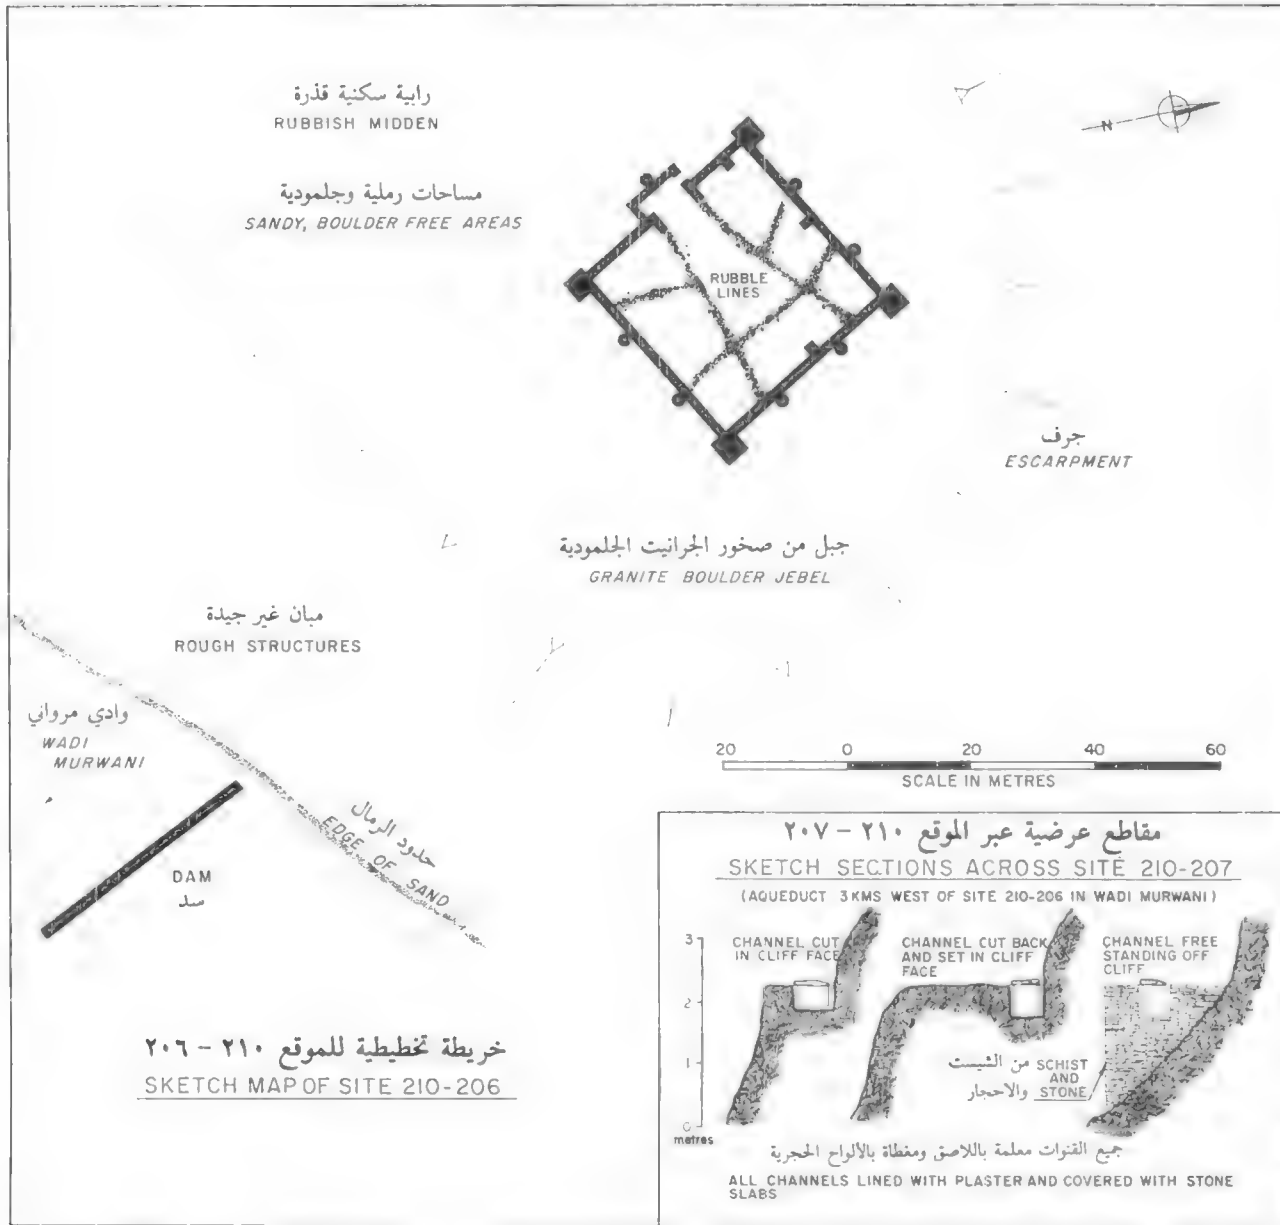 رابية سكنية قذرة
RUBBISH MIDDEN
N
مساحات رملية وجلمودية
SANDY, BOULDER FREE AREAS
RUBBLE
LINES
جرف
ESCARPMENT
جبل من صخور الجرانيت الجلمودية
GRANITE BOULDER JEBEL
مبان غير جيدة
ROUGH STRUCTURES
وادي مرواني
WADI
MURWANI
حدود الرمال
EDGE OF SAND
DAM
سد
20 0 20 40 60
SCALE IN METRES
خريطة تخطيطية للموقع ٢١٠ - ٢٠٦
SKETCH MAP OF SITE 210-206
مقاطع عرضية عبر الموقع ٢١٠ - ٢٠٧
SKETCH SECTIONS ACROSS SITE 210-207
(AQUEDUCT 3KMS WEST OF SITE 210-206 IN WADI MURWANI)
CHANNEL CUT
IN CLIFF FACE
CHANNEL CUT BACK
AND SET IN CLIFF
FACE
CHANNEL FREE
STANDING OFF
CLIFF
3
2
1
0
metres
من الشيست
والاحجار
SCHIST
AND
STONE
جميع القنوات معلمة باللاصق ومغطاة بالألواح الحجرية
ALL CHANNELS LINED WITH PLASTER AND COVERED WITH STONE
SLABS